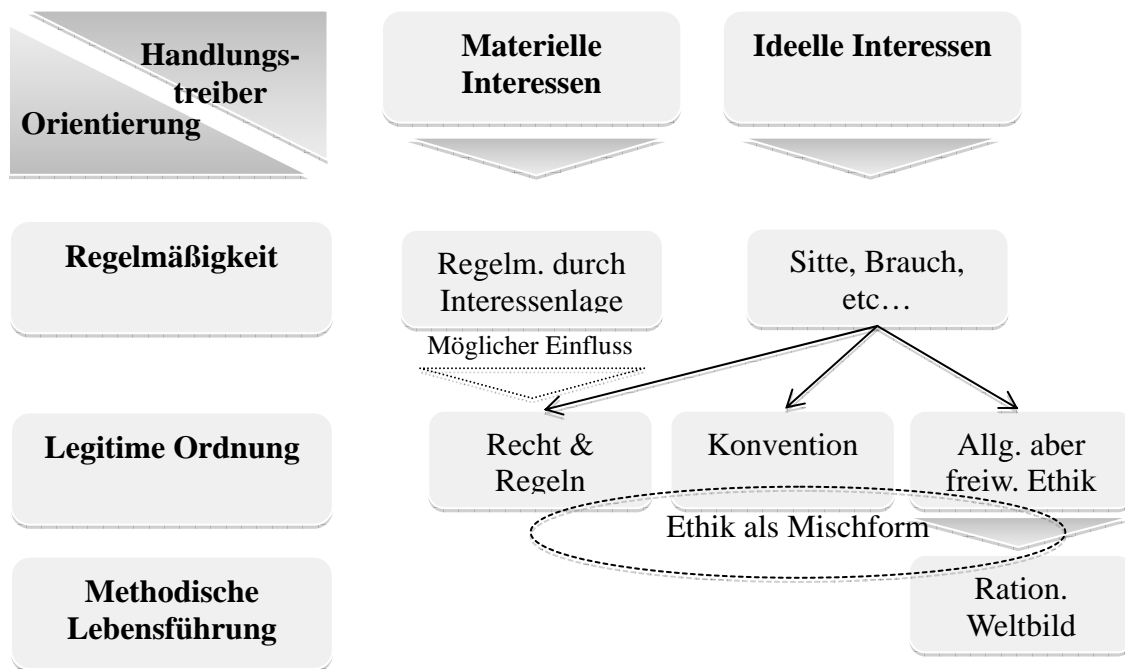 Handlungs-
treiber
Orientierung
Materielle
Interessen
Ideelle Interessen
Regelmäßigkeit
Regelm. durch
Interessenlage
Sitte, Brauch,
etc…
Möglicher Einfluss
Legitime Ordnung
Recht &
Regeln
Konvention
Allg. aber
freiw. Ethik
Ethik als Mischform
Methodische
Lebensführung
Ration.
Weltbild